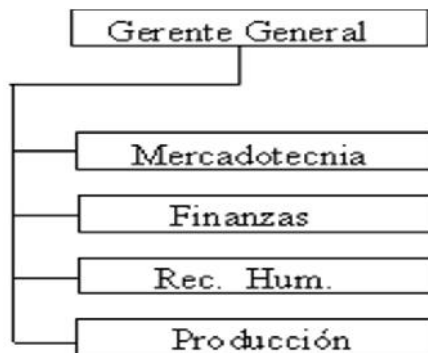 Gerente General
Mercadotecnia
Finanzas
Rec. Hum.
Producción